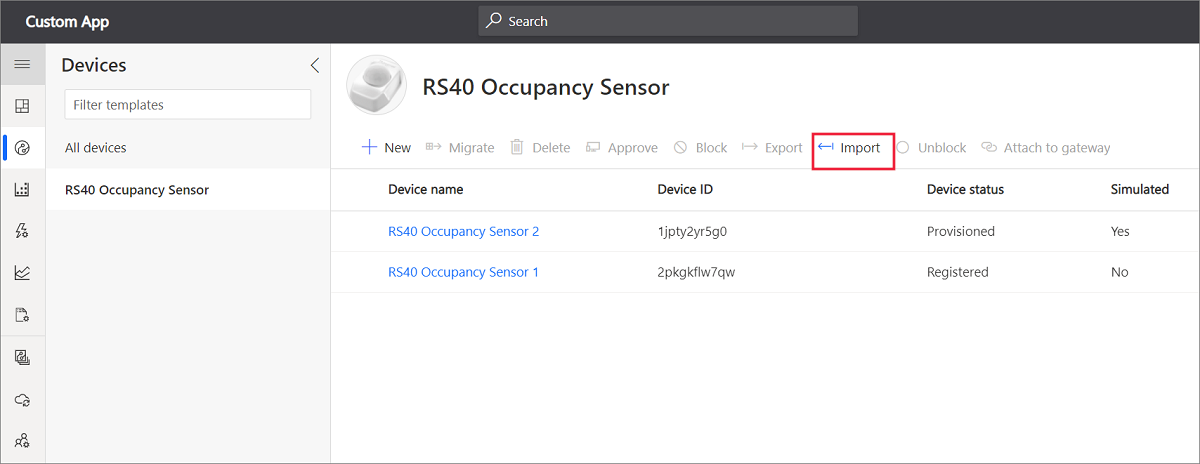 Custom App
Search
Devices
Filter templates
All devices
RS40 Occupancy Sensor
RS40 Occupancy Sensor
New Migrate Delete Approve Block Export Import Unblock Attach to gateway
Device name Device ID Device status Simulated
RS40 Occupancy Sensor 2 1jpty2yr5g0 Provisioned Yes
RS40 Occupancy Sensor 1 2pkgkflw7qw Registered No